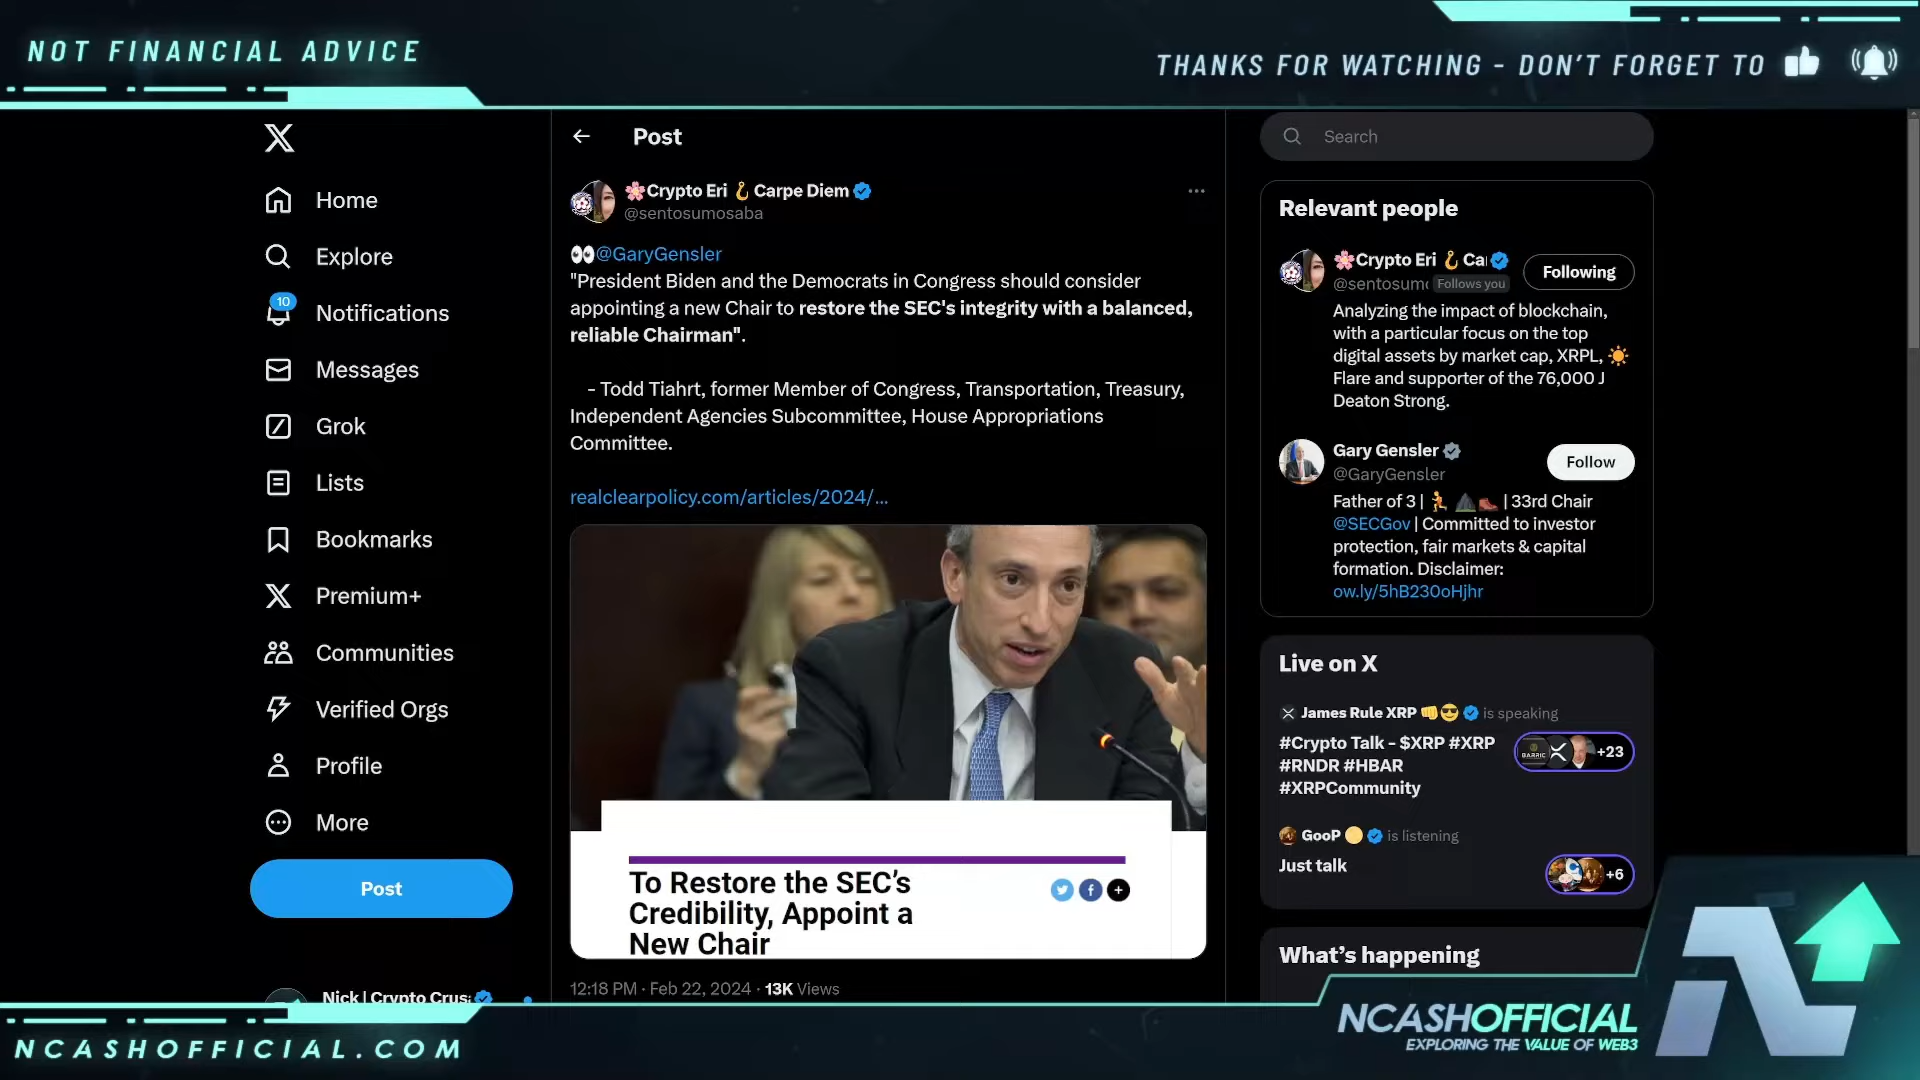 NOT FINANCIAL ADVICE
THANKS FOR WATCHING - DON'T FORGET TO
Home
Explore
10
Notifications
Messages
Grok
Lists
Bookmarks
Premium+
Communities
Verified Orgs
Profile
More
Post
Nick | Crypto Crus
Post
🌸Crypto Eri 🪝 Carpe Diem
@sentosumosaba
👀@GaryGensler
"President Biden and the Democrats in Congress should consider
appointing a new Chair to restore the SEC's integrity with a balanced,
reliable Chairman".
- Todd Tiahrt, former Member of Congress, Transportation, Treasury,
Independent Agencies Subcommittee, House Appropriations
Committee.
realclearpolicy.com/articles/2024/...
To Restore the SEC's
Credibility, Appoint a
New Chair
12:18 PM · Feb 22, 2024 · 13K Views
Search
Relevant people
🌸Crypto Eri 🪝 Ca
Following
@sentosumo Follows you
Analyzing the impact of blockchain,
with a particular focus on the top
digital assets by market cap, XRPL, ☀️
Flare and supporter of the 76,000 J
Deaton Strong.
Gary Gensler
Follow
@GaryGensler
Father of 3 | 🏃 ⛰️🥾 | 33rd Chair
@SECGov | Committed to investor
protection, fair markets & capital
formation. Disclaimer:
ow.ly/5hB230oHjhr
Live on X
James Rule XRP 👊😎 is speaking
#Crypto Talk - $XRP #XRP
#RNDR #HBAR
#XRPCommunity
+23
GooP 🟡 is listening
Just talk
+6
What's happening
NCASHOFFICIAL
EXPLORING THE VALUE OF WEB3
NCASHOFFICIAL.COM